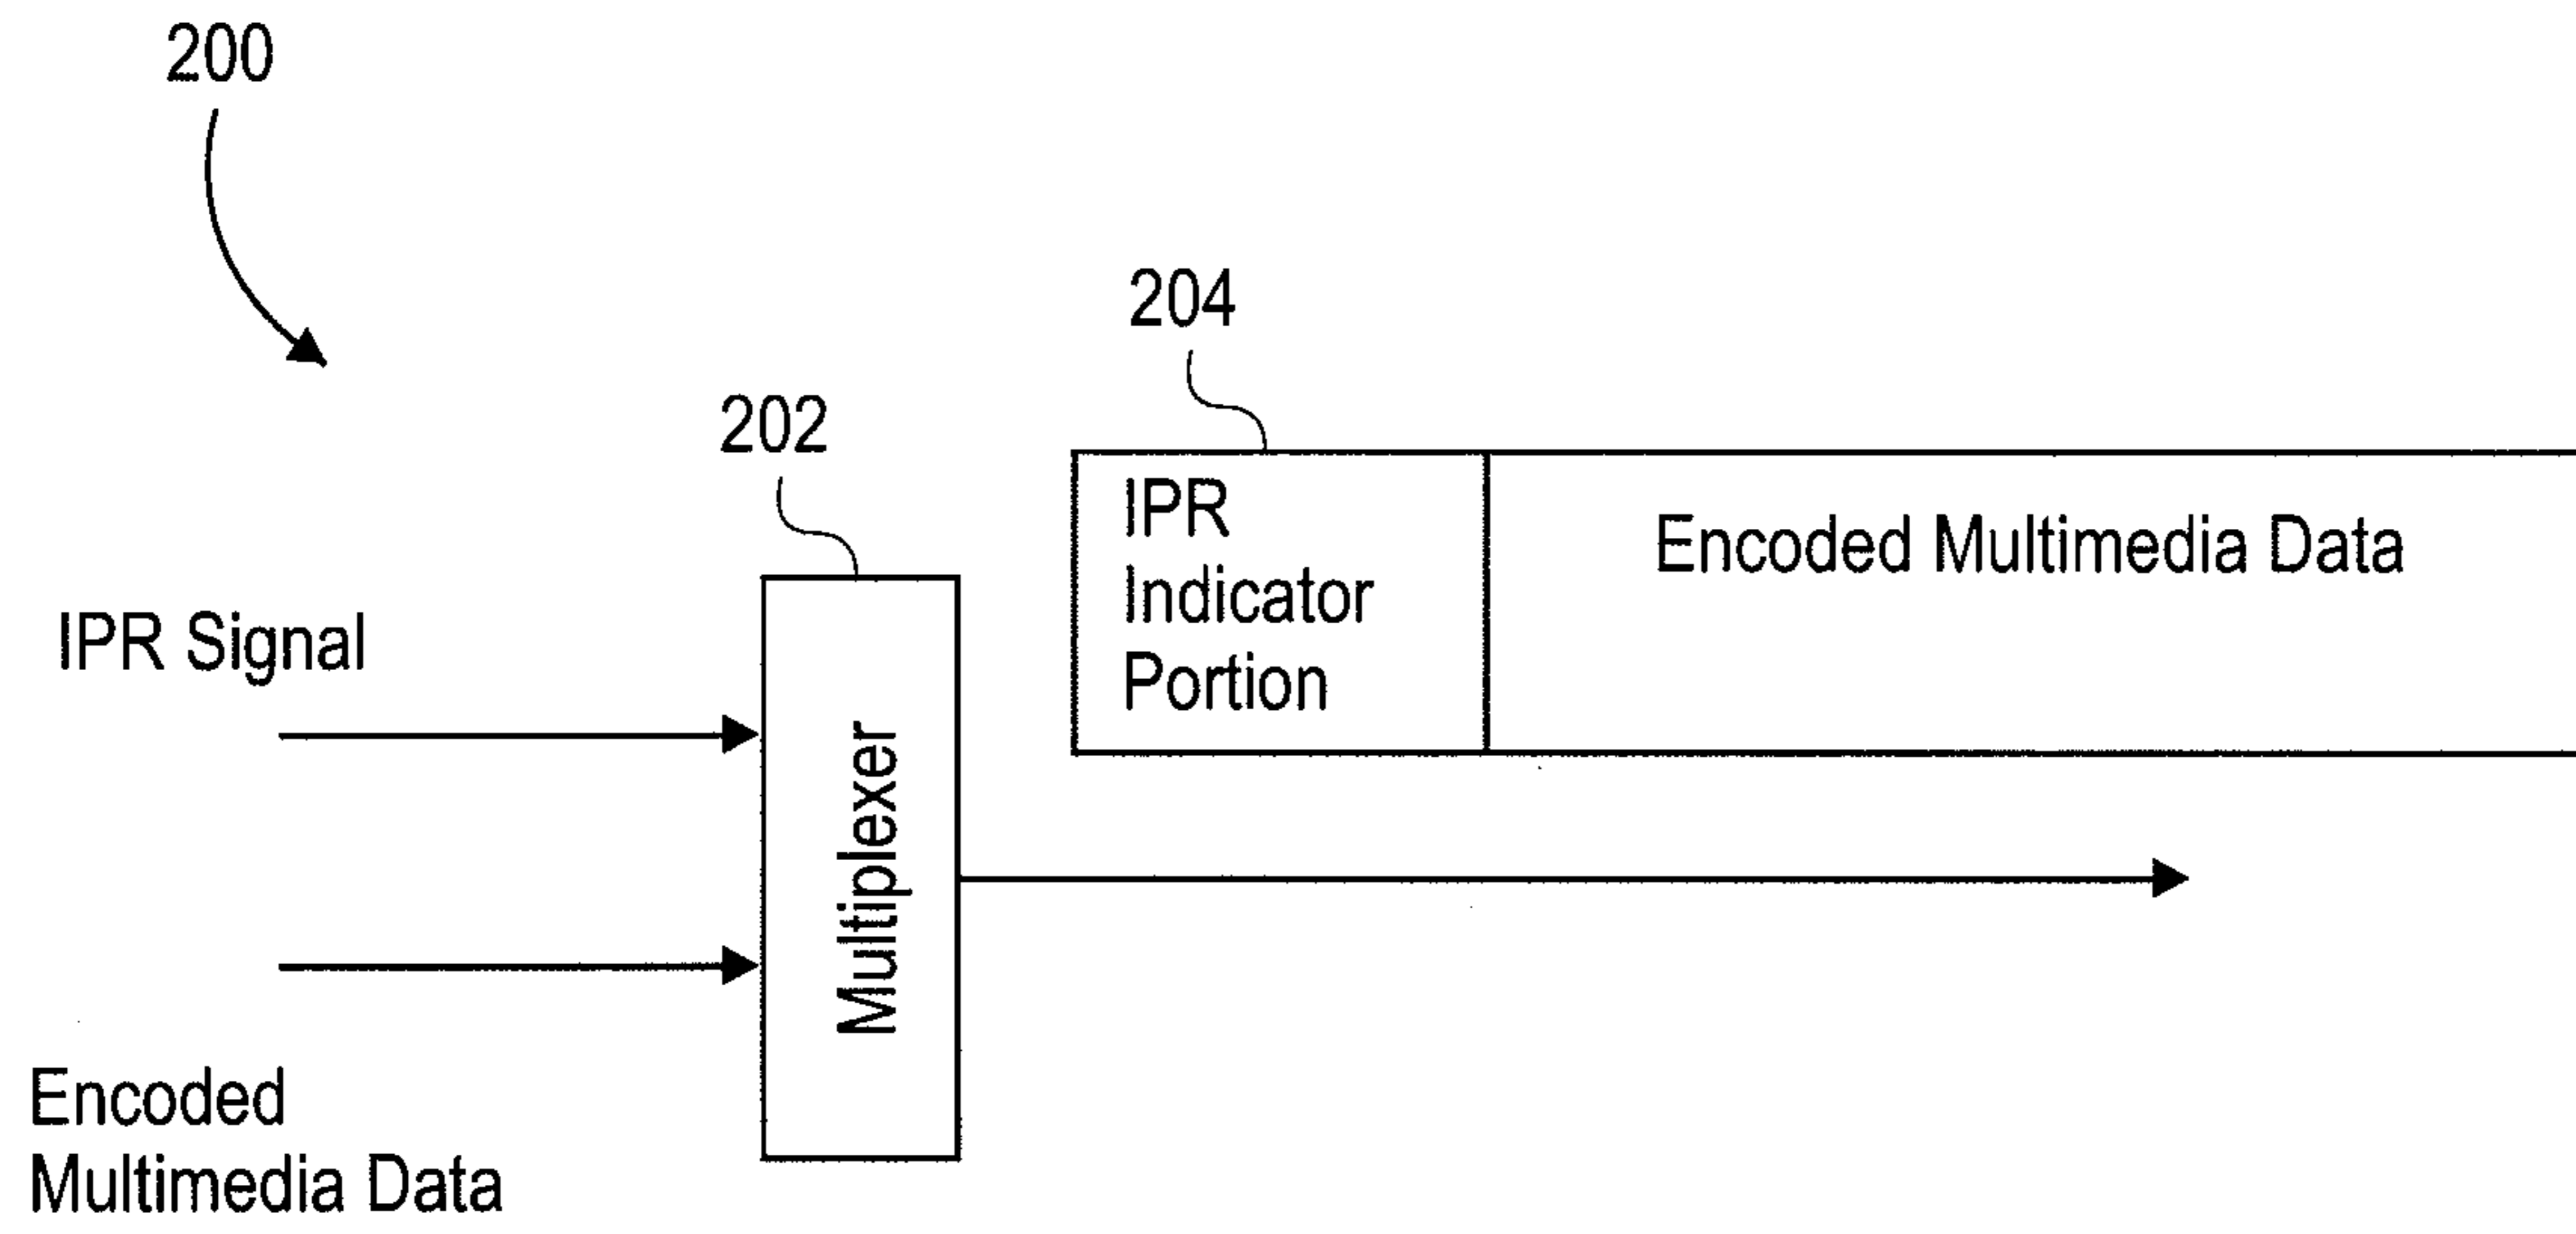 200
204
202
IPR
Indicator
Portion
Encoded Multimedia Data
IPR Signal
Multiplexer
Encoded
Multimedia Data